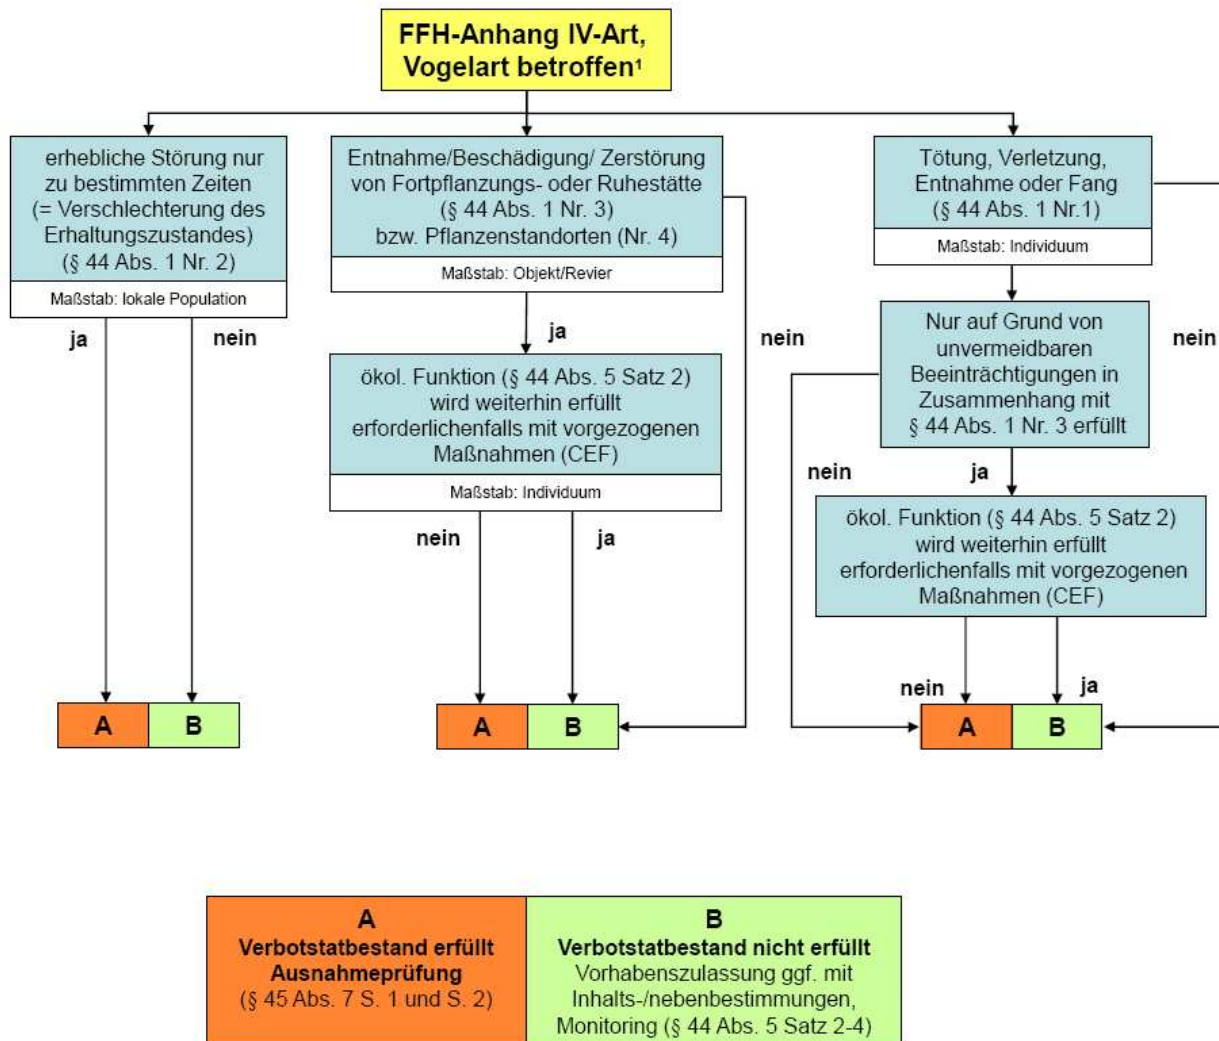 FFH-Anhang IV-Art,
Vogelart betroffen¹
erhebliche Störung nur
zu bestimmten Zeiten
(= Verschlechterung des
Erhaltungszustandes)
(§ 44 Abs. 1 Nr. 2)
Maßstab: lokale Population
ja
nein
A
B
Entnahme/Beschädigung/ Zerstörung
von Fortpflanzungs- oder Ruhestätte
(§ 44 Abs. 1 Nr. 3)
bzw. Pflanzenstandorten (Nr. 4)
Maßstab: Objekt/Revier
ja
nein
ökol. Funktion (§ 44 Abs. 5 Satz 2)
wird weiterhin erfüllt
erforderlichenfalls mit vorgezogenen
Maßnahmen (CEF)
Maßstab: Individuum
nein
ja
A
B
Tötung, Verletzung,
Entnahme oder Fang
(§ 44 Abs. 1 Nr.1)
Maßstab: Individuum
nein
Nur auf Grund von
unvermeidbaren
Beeinträchtigungen in
Zusammenhang mit
§ 44 Abs. 1 Nr. 3 erfüllt
nein
ja
ökol. Funktion (§ 44 Abs. 5 Satz 2)
wird weiterhin erfüllt
erforderlichenfalls mit vorgezogenen
Maßnahmen (CEF)
nein
ja
A
B
A
Verbotstatbestand erfüllt
Ausnahmeprüfung
(§ 45 Abs. 7 S. 1 und S. 2)
B
Verbotstatbestand nicht erfüllt
Vorhabenszulassung ggf. mit
Inhalts-/nebenbestimmungen,
Monitoring (§ 44 Abs. 5 Satz 2-4)